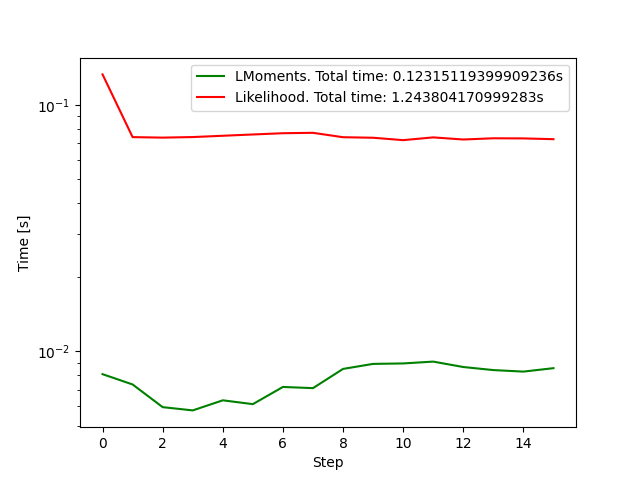 LMoments. Total time: 0.12315119399909236s
Likelihood. Total time: 1.243804170999283s
10⁻¹
10⁻²
Time [s]
0 2 4 6 8 10 12 14
Step